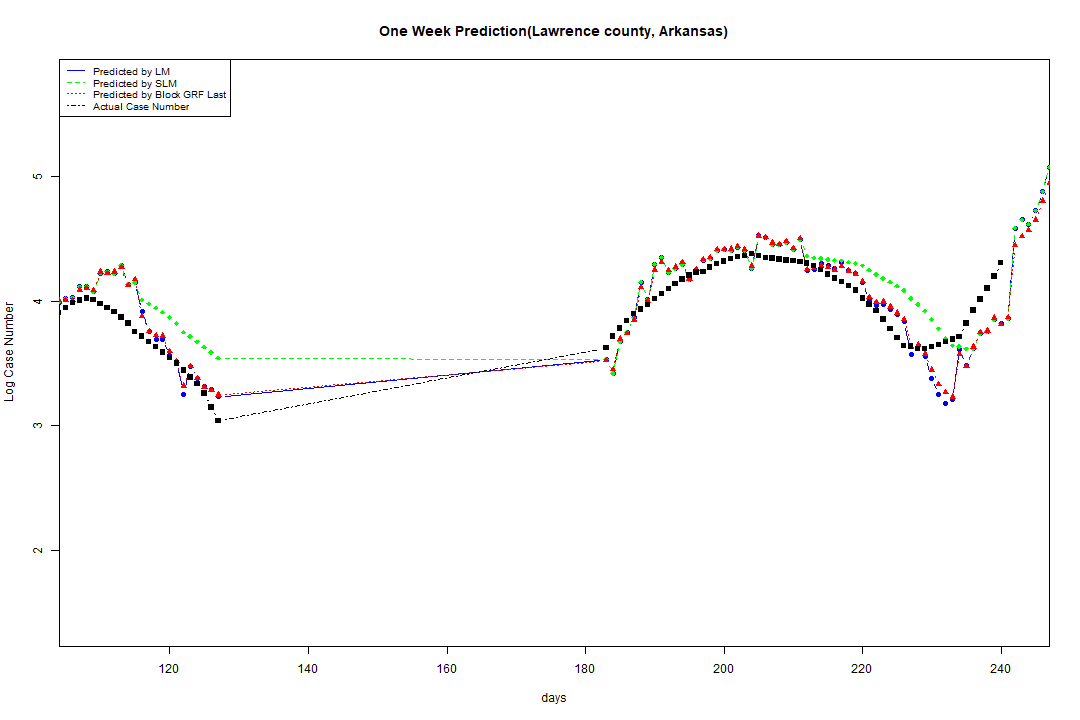 One Week Prediction(Lawrence county, Arkansas)
Predicted by LM
Predicted by SLM
Predicted by Block GRF Last
Actual Case Number
Log Case Number
5
4
3
2
120 140 160 180 200 220 240
days